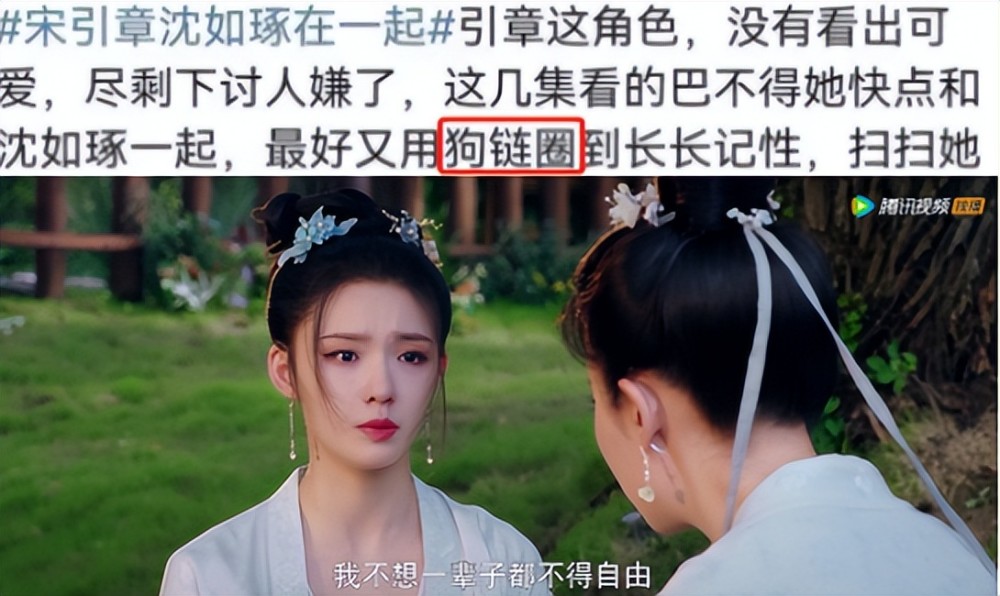 #宋引章沈如琢在一起#引章这角色，没有看出可
爱，尽剩下讨人嫌了，这几集看的巴不得她快点和
沈如琢一起，最好又用狗链圈到长长记性，扫扫她
腾讯视频 独播
我不想一辈子都不得自由